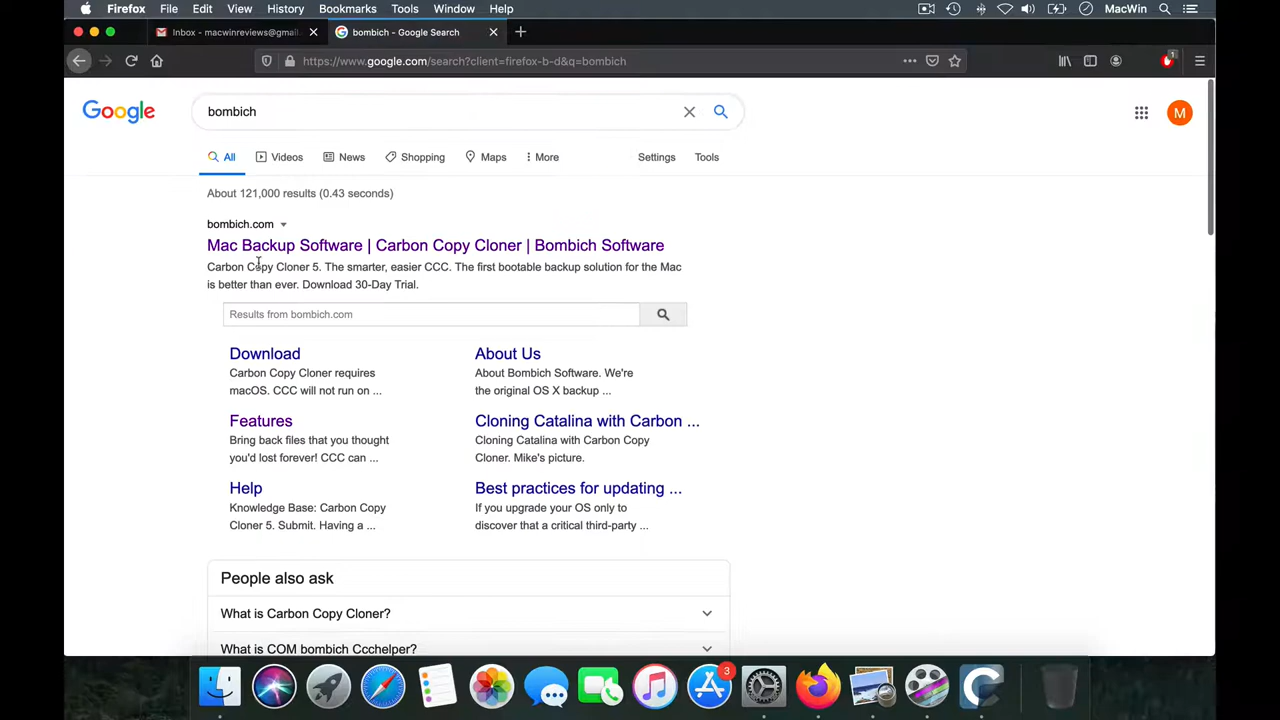 Firefox File Edit View History Bookmarks Tools Window Help MacWin
Inbox - macwinreviews@gmail. bombich - Google Search
https://www.google.com/search?client=firefox-b-d&q=bombich 1
Google bombich M
All Videos News Shopping Maps More Settings Tools
About 121,000 results (0.43 seconds)
bombich.com
Mac Backup Software | Carbon Copy Cloner | Bombich Software
Carbon Copy Cloner 5. The smarter, easier CCC. The first bootable backup solution for the Mac
is better than ever. Download 30-Day Trial.
Results from bombich.com
Download
Carbon Copy Cloner requires
macOS. CCC will not run on ...
About Us
About Bombich Software. We're
the original OS X backup ...
Features
Bring back files that you thought
you'd lost forever! CCC can ...
Cloning Catalina with Carbon ...
Cloning Catalina with Carbon Copy
Cloner. Mike's picture.
Help
Knowledge Base: Carbon Copy
Cloner 5. Submit. Having a ...
Best practices for updating ...
If you upgrade your OS only to
discover that a critical third-party ...
People also ask
What is Carbon Copy Cloner?
What is COM bombich Ccchelper?
3